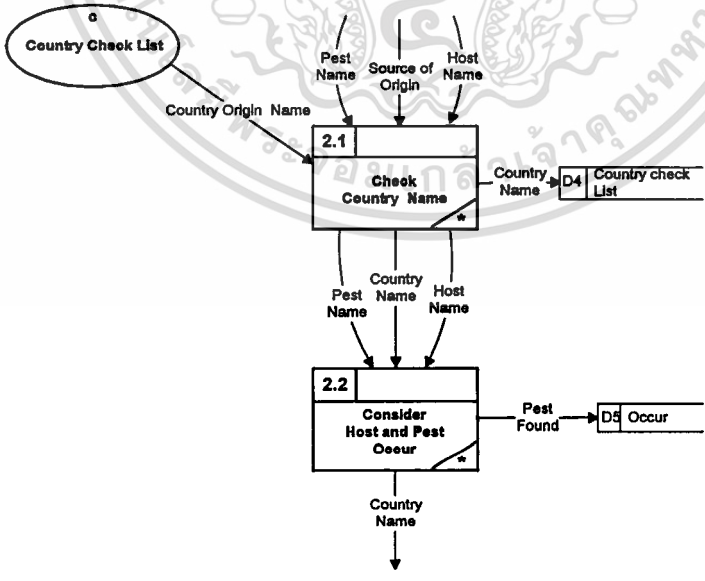 c
Country Check List
Pest
Name
Source of
Origin
Host
Name
Country Origin Name
2.1
Check
Country Name
*
Country
Name
D4 Country check
List
Pest
Name
Country
Name
Host
Name
2.2
Consider
Host and Pest
Occur
*
Pest
Found
D5 Occur
Country
Name